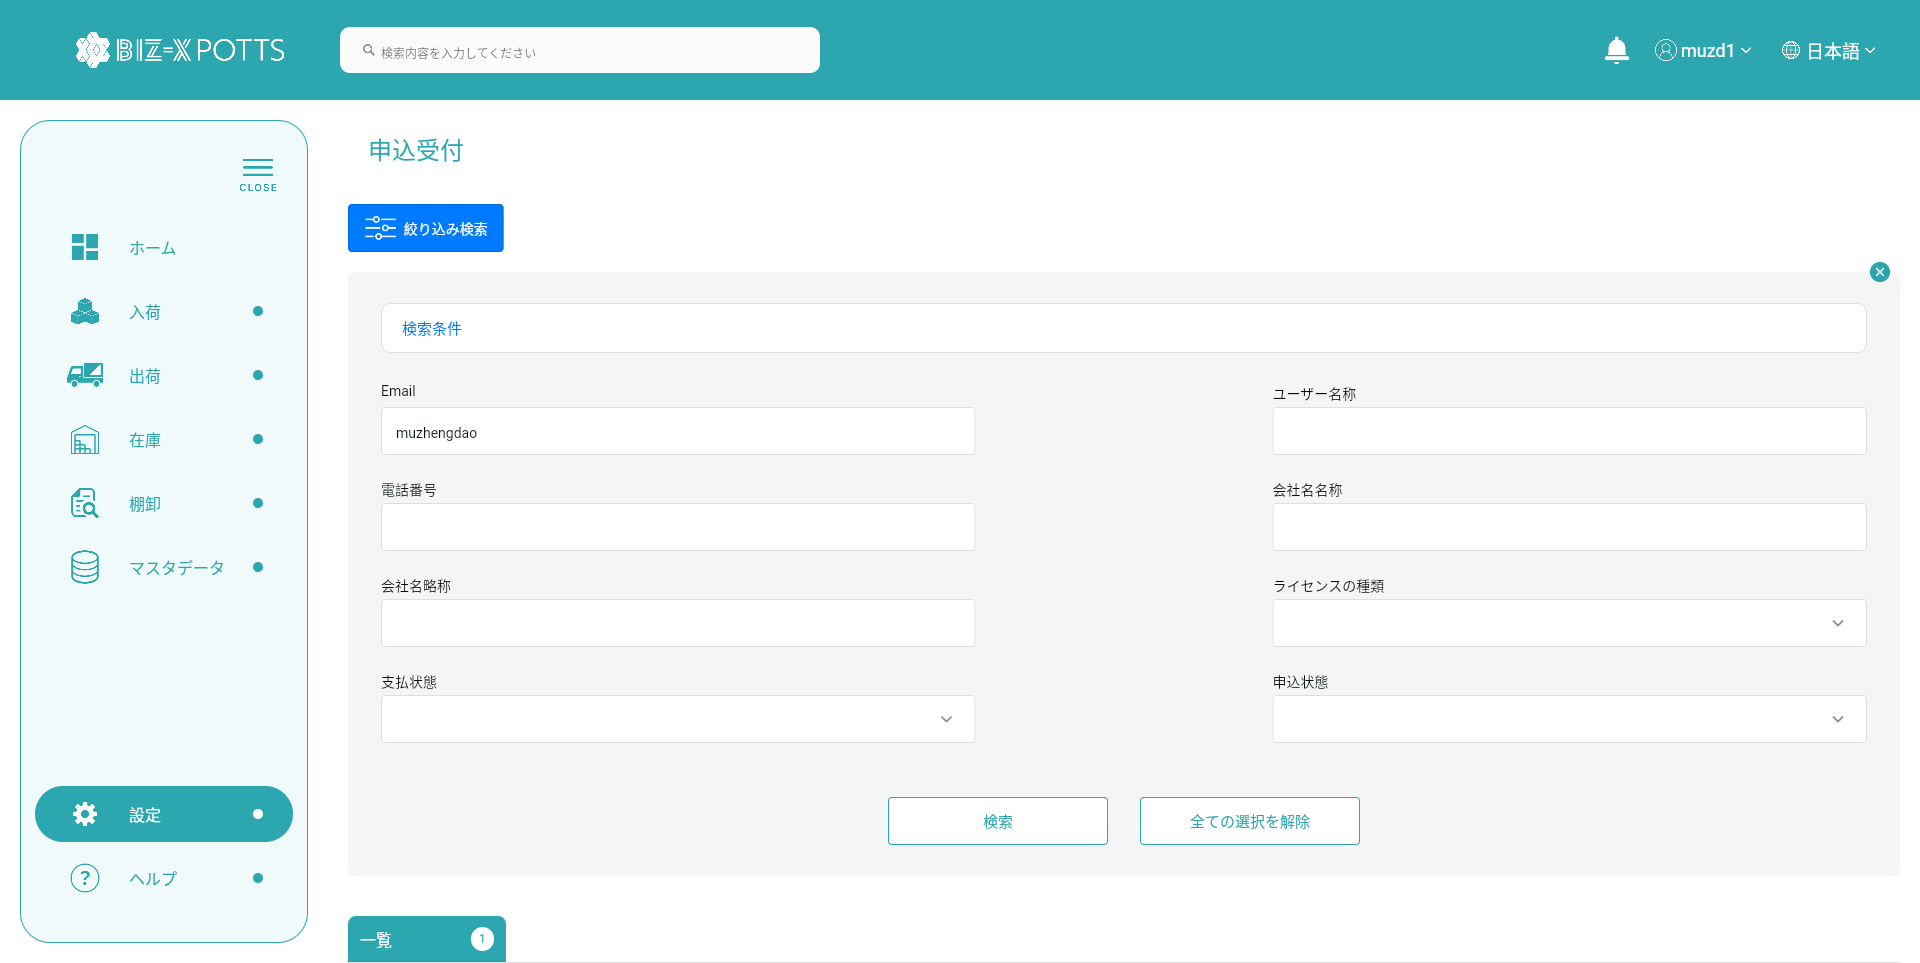 BIZ-X POTTS
検索内容を入力してください
muzd1
日本語
CLOSE
ホーム
入荷
出荷
在庫
棚卸
マスタデータ
設定
ヘルプ
申込受付
絞り込み検索
検索条件
Email
ユーザー名称
muzhengdao
電話番号
会社名名称
会社名略称
ライセンスの種類
支払状態
申込状態
検索
全ての選択を解除
一覧 1